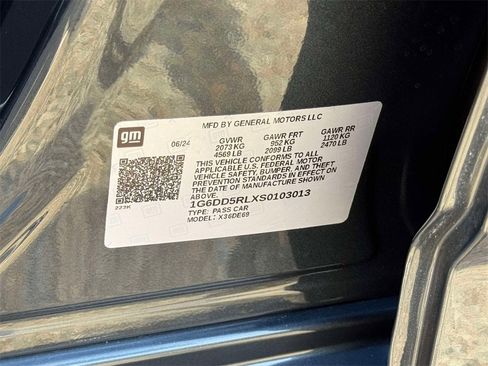 gm
MFD BY GENERAL MOTORS LLC
06/24 GVWR GAWR FRT GAWR RR
2073 KG 952 KG 1120 KG
4569 LB 2099 LB 2470 LB
THIS VEHICLE CONFORMS TO ALL
APPLICABLE U.S. FEDERAL MOTOR
VEHICLE SAFETY, BUMPER, AND THEFT
PREVENTION STANDARDS IN EFFECT ON
THE DATE OF MANUFACTURE SHOWN
ABOVE.
1G6DD5RLXS0103013
TYPE: PASS CAR
MODEL: X36DE69